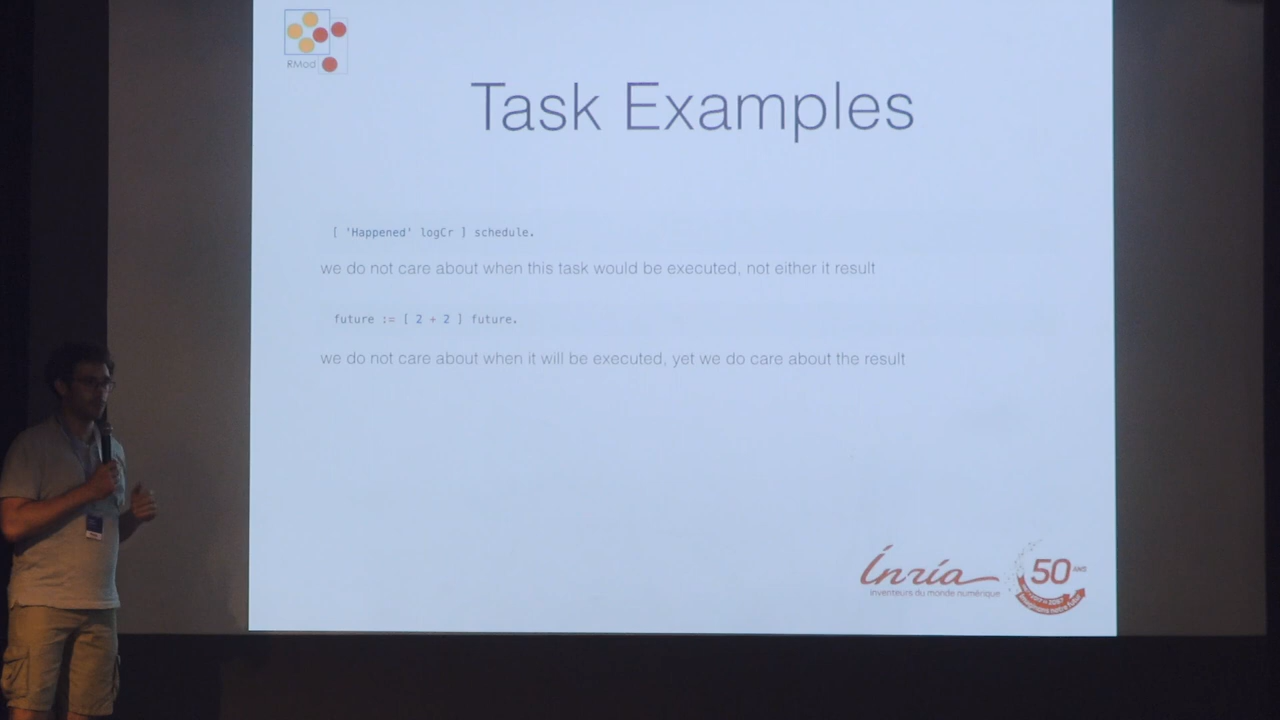 RMod
Task Examples
[ 'Happened' logCr ] schedule.
we do not care about when this task would be executed, not either it result
future := [ 2 + 2 ] future.
we do not care about when it will be executed, yet we do care about the result
Inría
inventeurs du monde numérique
50 ANS